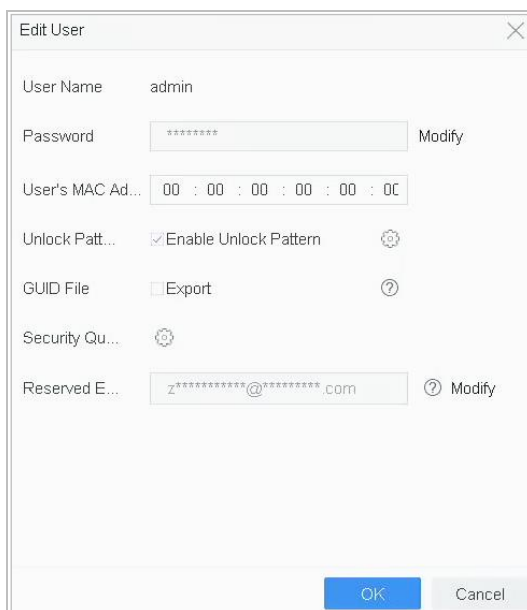 Edit User
User Name admin
Password ******** Modify
User's MAC Ad... 00 : 00 : 00 : 00 : 00 : 00
Unlock Patt... Enable Unlock Pattern
GUID File Export
Security Qu...
Reserved E... z***********@*********.com Modify
OK Cancel